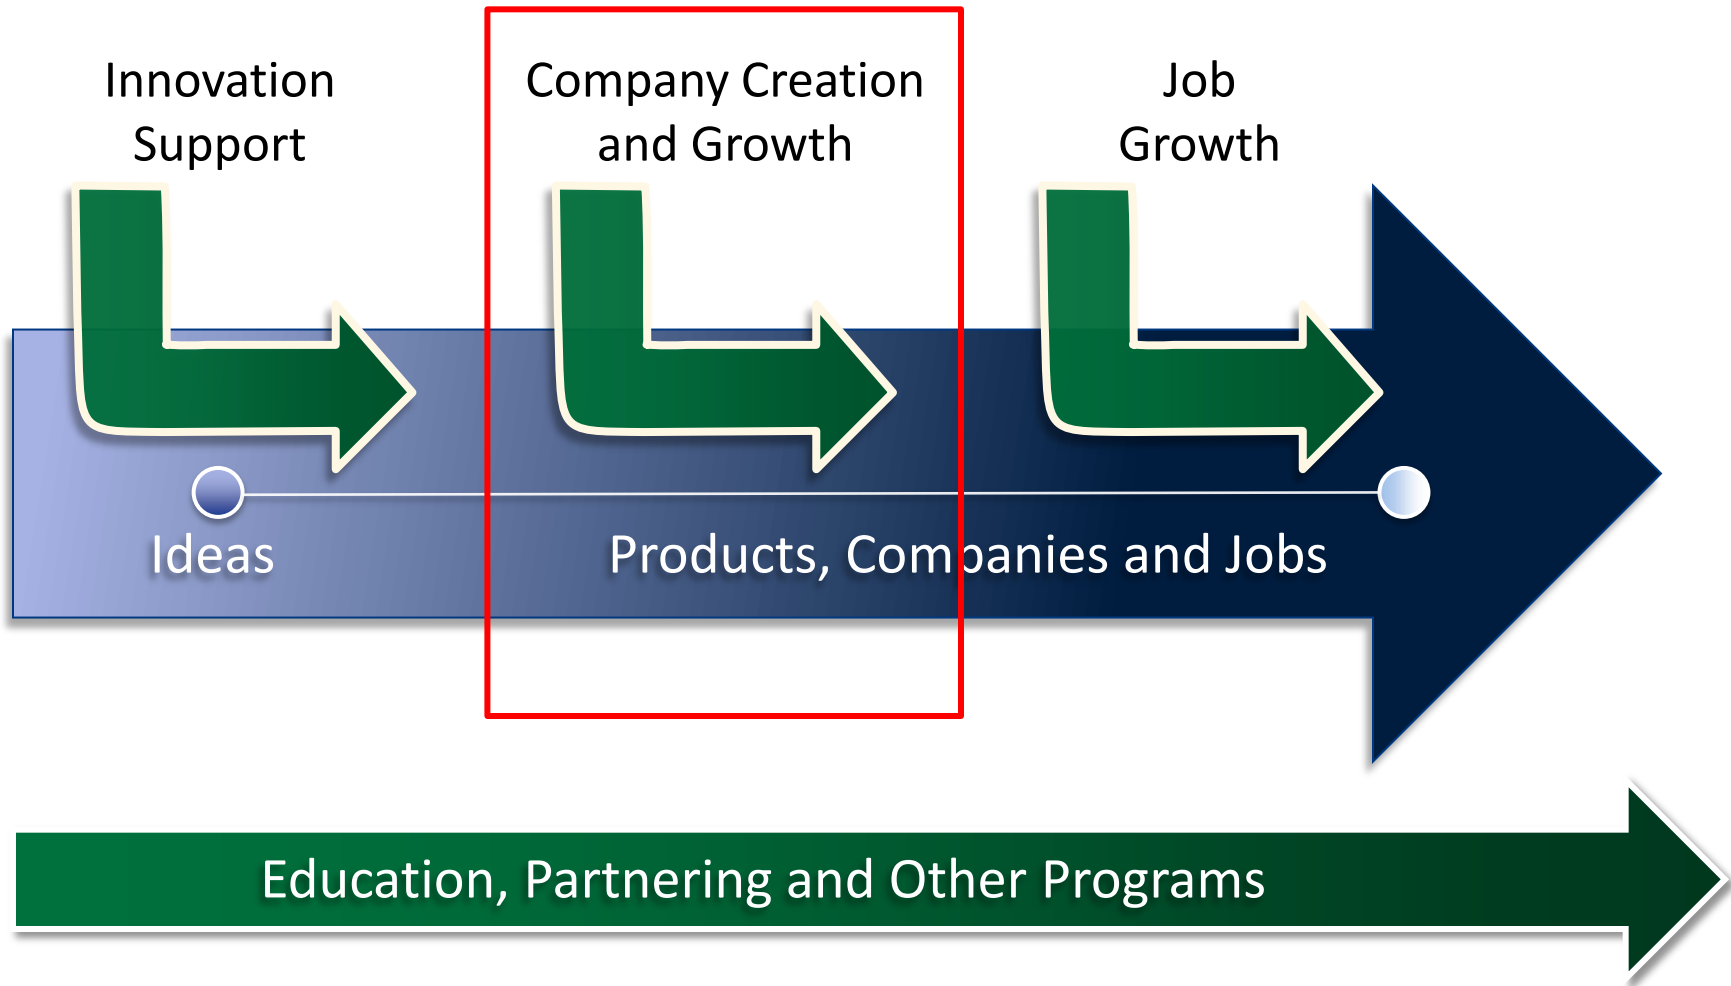 Innovation
Support
Company Creation
and Growth
Job
Growth
Ideas
Products, Companies and Jobs
Education, Partnering and Other Programs